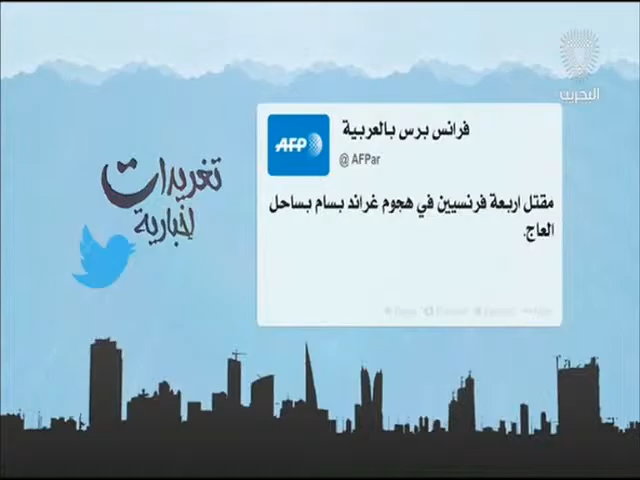 البحرين
AFP
فرانس برس بالعربية
@ AFPar
تغريدات
إخبارية
مقتل اربعة فرنسيين في هجوم غراند بسام بساحل
العاج.